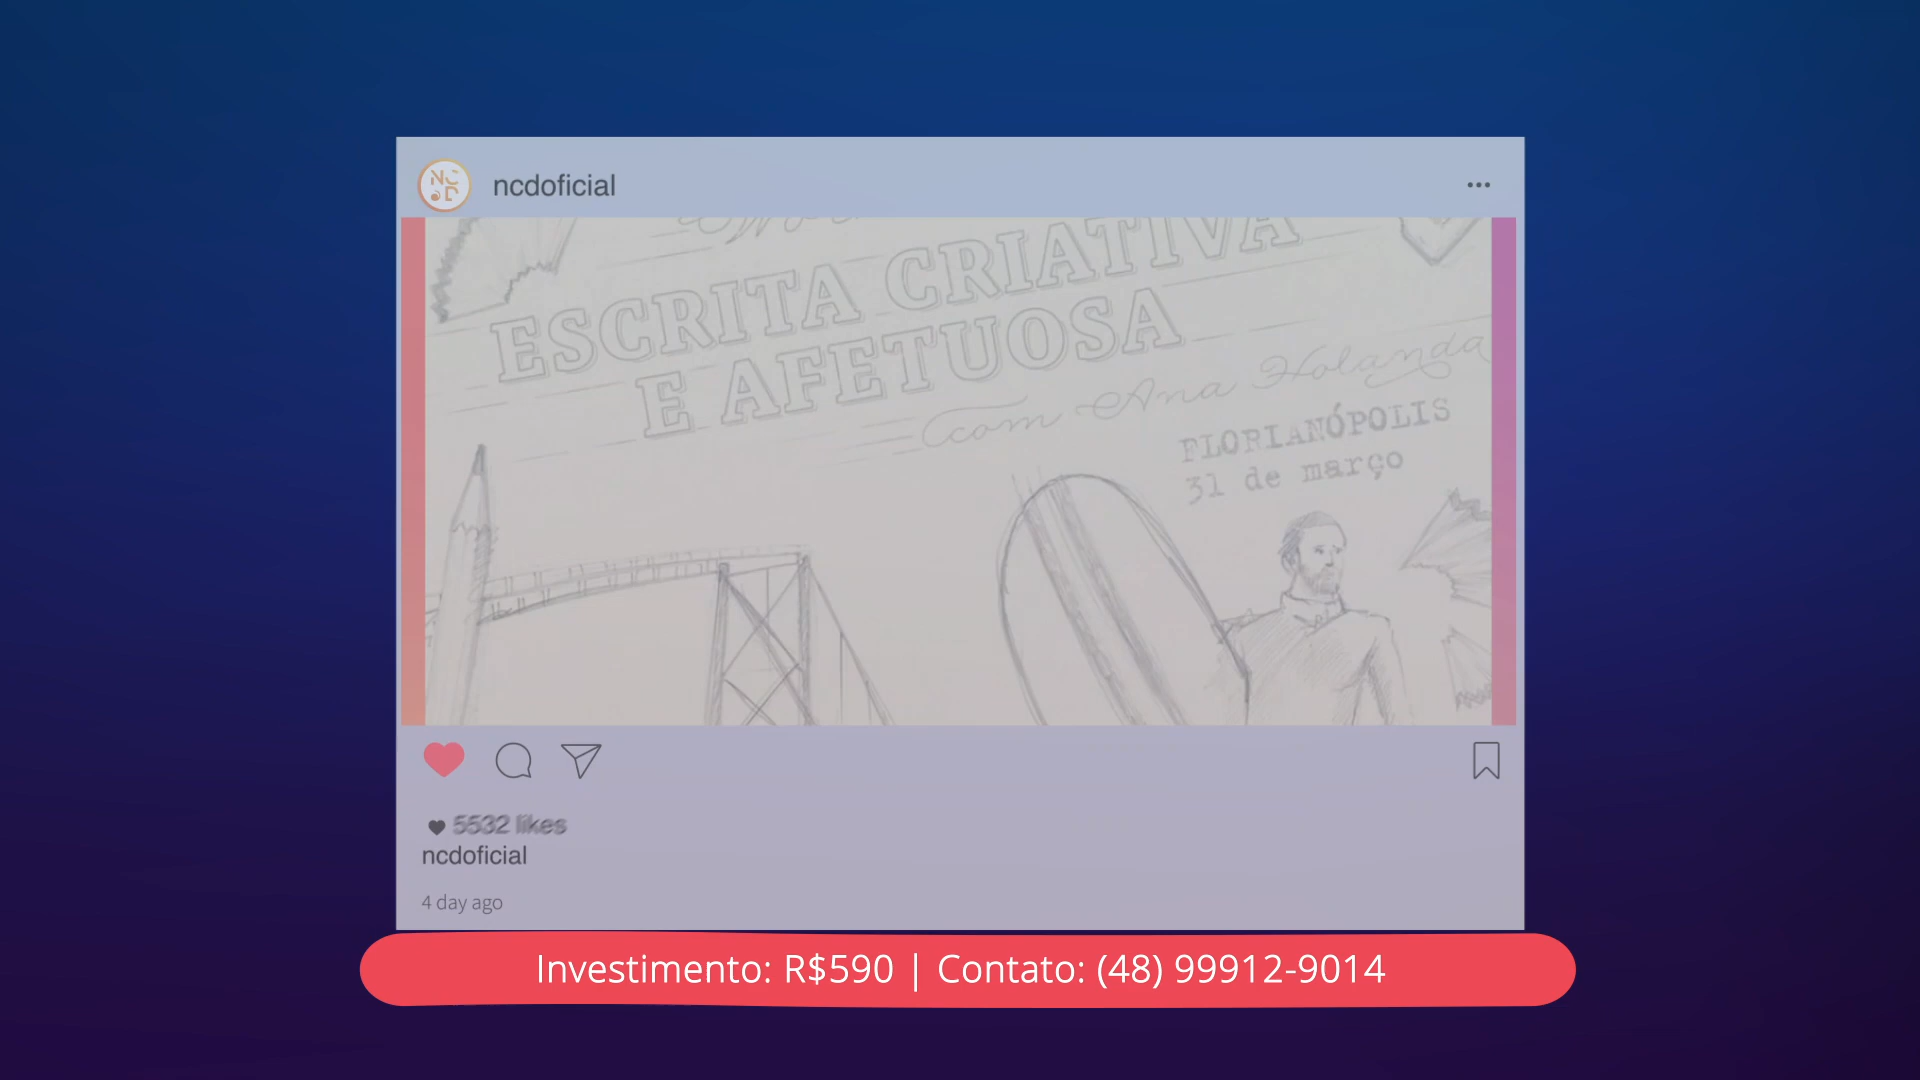 NCD
ncdoficial
ESCRITA CRIATIVA
E AFETUOSA
com Ana Holanda
FLORIANÓPOLIS
31 de março
5532 likes
ncdoficial
4 day ago
Investimento: R$590 | Contato: (48) 99912-9014